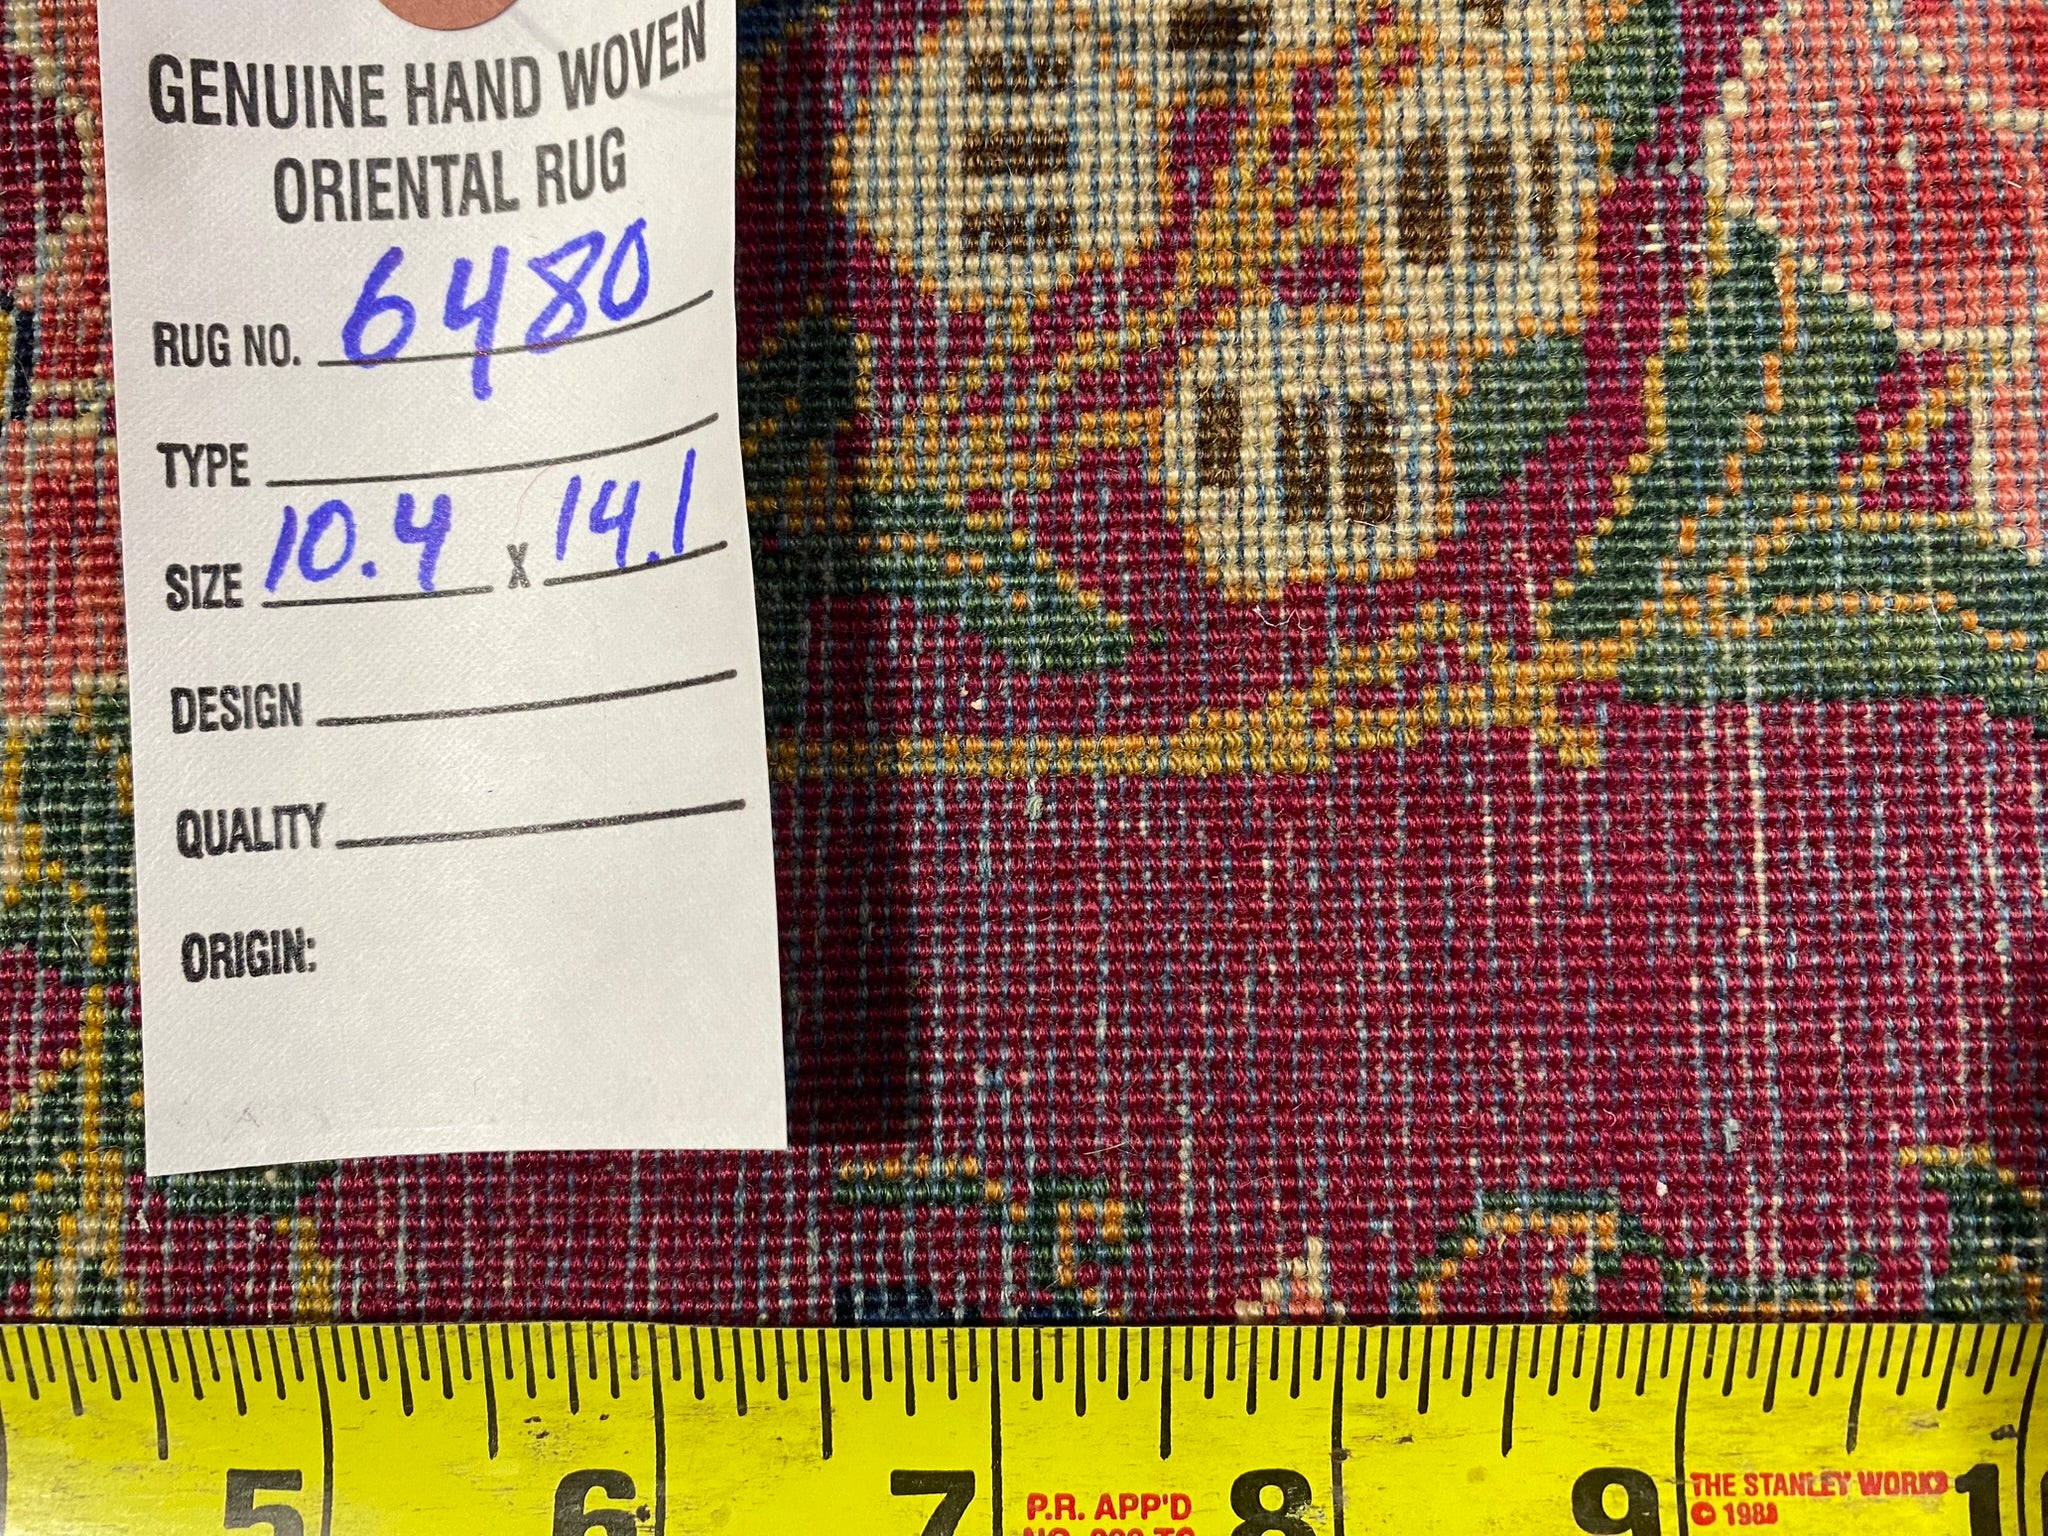 GENUINE HAND WOVEN
ORIENTAL RUG
RUG NO. 6480
TYPE
SIZE 10.4 x 14.1
DESIGN
QUALITY
ORIGIN:
5 6 7 8 9
P.R. APP'D
THE STANLEY WORKS
© 1988